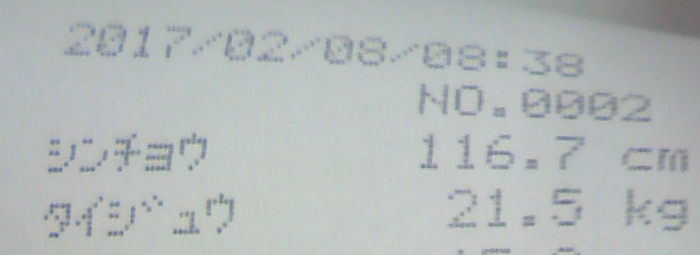 2017/02/08/08:38
NO.0002
シンチョウ 116.7 cm
タイジュウ 21.5 kg